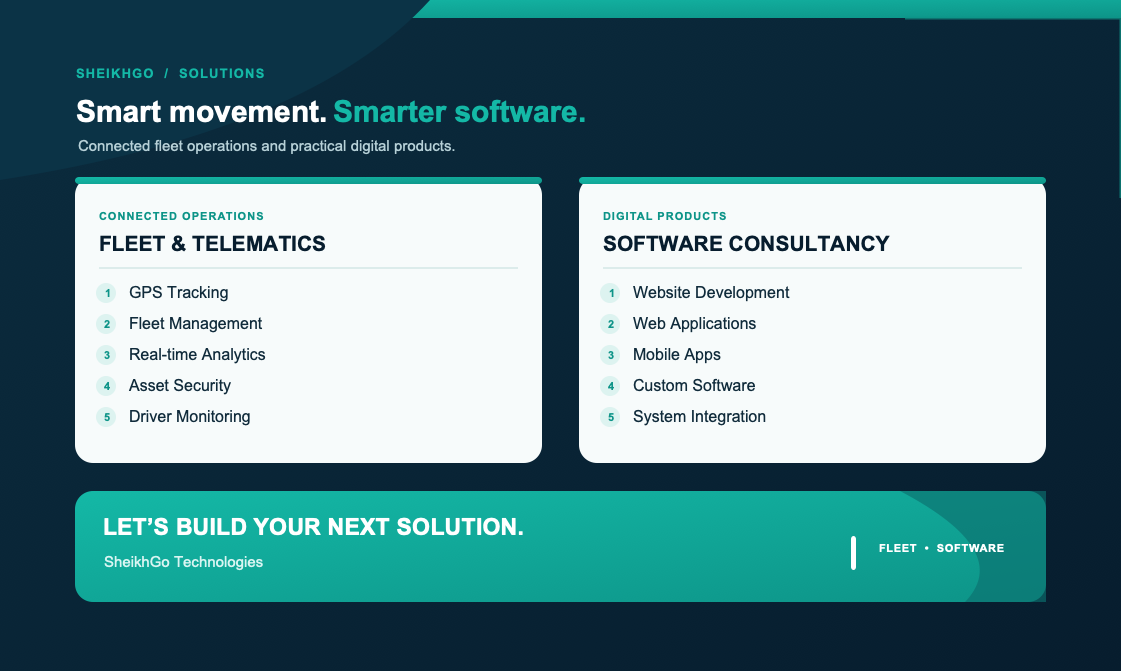 SHEIKHGO / SOLUTIONS
Smart movement. Smarter software.
Connected fleet operations and practical digital products.
CONNECTED OPERATIONS
FLEET & TELEMATICS
1 GPS Tracking
2 Fleet Management
3 Real-time Analytics
4 Asset Security
5 Driver Monitoring
DIGITAL PRODUCTS
SOFTWARE CONSULTANCY
1 Website Development
2 Web Applications
3 Mobile Apps
4 Custom Software
5 System Integration
LET’S BUILD YOUR NEXT SOLUTION.
SheikhGo Technologies
FLEET • SOFTWARE